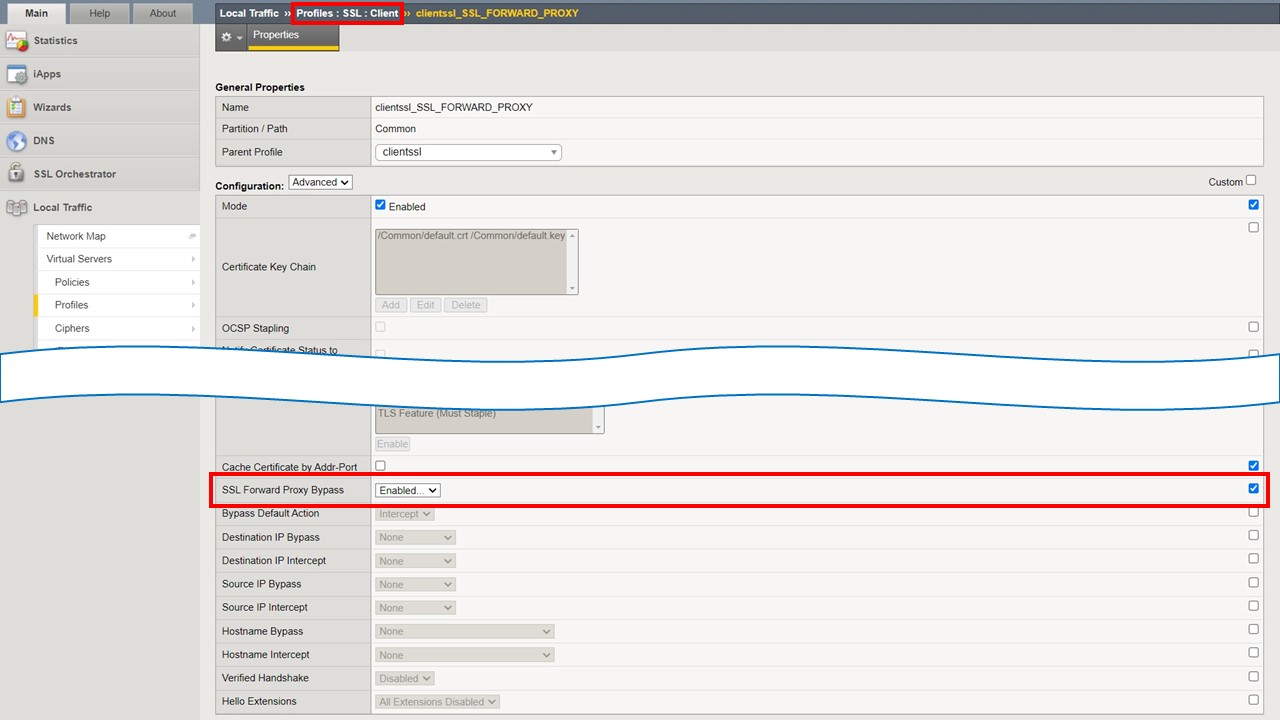 Main Help About
Local Traffic ›› Profiles : SSL : Client ›› clientssl_SSL_FORWARD_PROXY
Properties
Statistics
iApps
Wizards
DNS
SSL Orchestrator
Local Traffic
Network Map
Virtual Servers
Policies
Profiles
Ciphers
General Properties
Name clientssl_SSL_FORWARD_PROXY
Partition / Path Common
Parent Profile clientssl
Configuration: Advanced Custom
Mode Enabled
Certificate Key Chain /Common/default.crt /Common/default.key
Add Edit Delete
OCSP Stapling
Notify Certificate Status to
TLS Feature (Must Staple)
Enable
Cache Certificate by Addr-Port
SSL Forward Proxy Bypass Enabled...
Bypass Default Action Intercept
Destination IP Bypass None
Destination IP Intercept None
Source IP Bypass None
Source IP Intercept None
Hostname Bypass None
Hostname Intercept None
Verified Handshake Disabled
Hello Extensions All Extensions Disabled